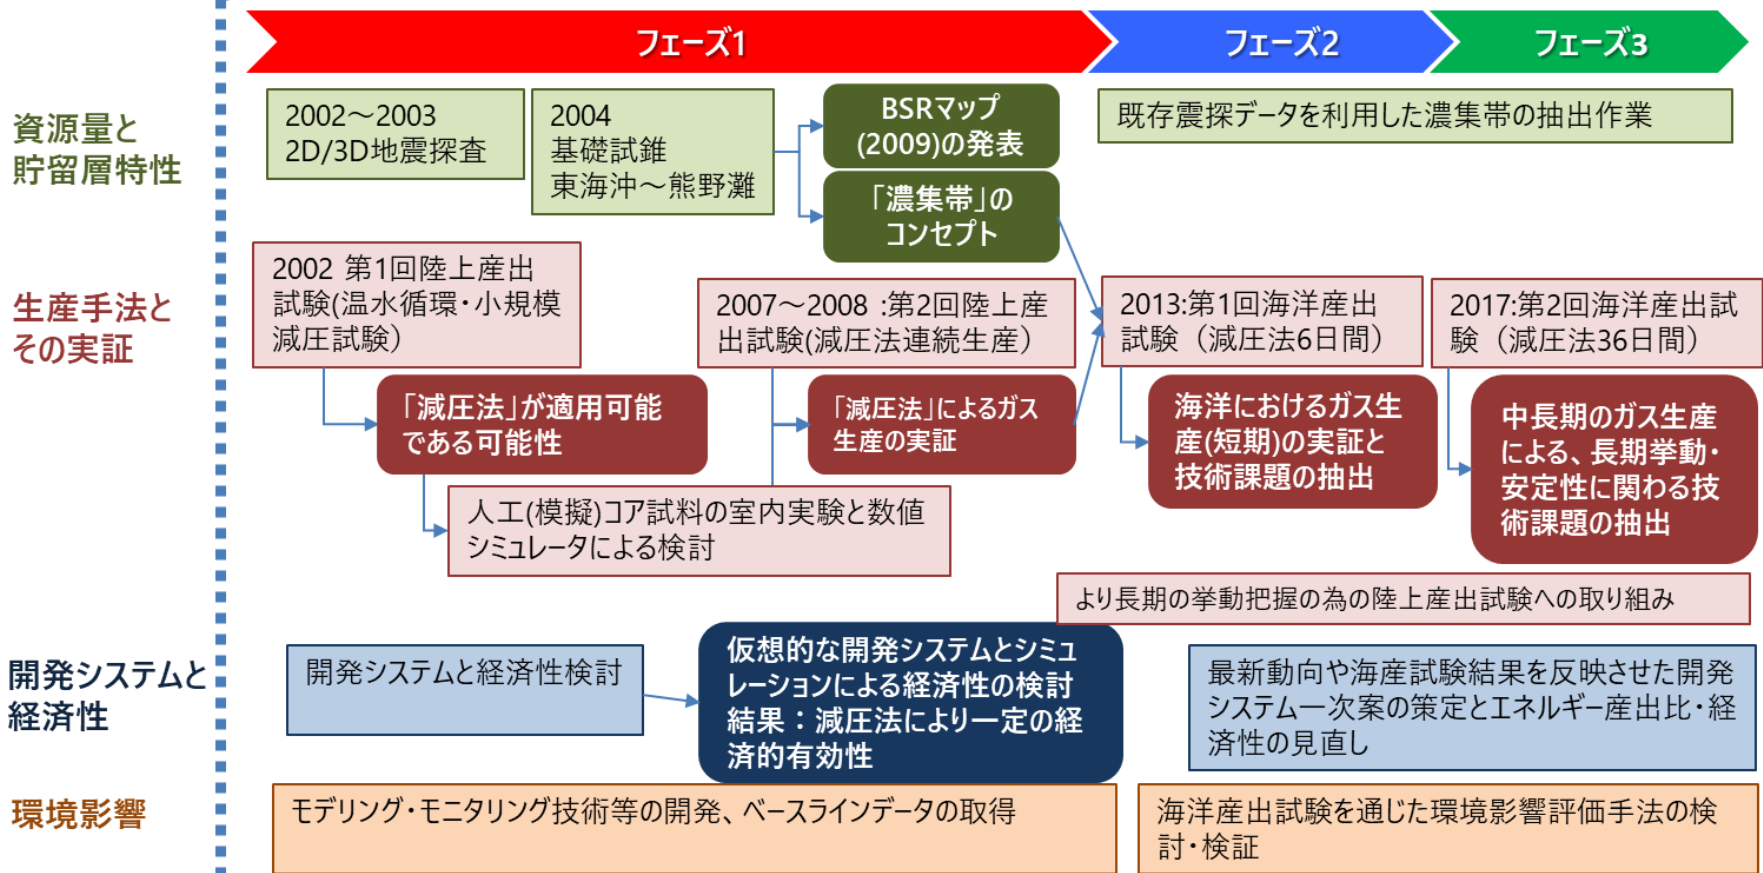 フェーズ1
フェーズ2
フェーズ3
資源量と
貯留層特性
2002～2003
2D/3D地震探査
2004
基礎試錐
東海沖～熊野灘
BSRマップ
(2009)の発表
「濃集帯」の
コンセプト
既存震探データを利用した濃集帯の抽出作業
生産手法と
その実証
2002 第1回陸上産出
試験(温水循環・小規模
減圧試験）
2007～2008 :第2回陸上産
出試験(減圧法連続生産）
2013:第1回海洋産出
試験（減圧法6日間）
2017:第2回海洋産出試
験（減圧法36日間）
「減圧法」が適用可能
である可能性
「減圧法」によるガス
生産の実証
海洋におけるガス生
産(短期)の実証と
技術課題の抽出
中長期のガス生産
による、長期挙動・
安定性に関わる技
術課題の抽出
人工(模擬)コア試料の室内実験と数値
シミュレータによる検討
より長期の挙動把握の為の陸上産出試験への取り組み
開発システムと
経済性
開発システムと経済性検討
仮想的な開発システムとシミュ
レーションによる経済性の検討
結果：減圧法により一定の経
済的有効性
最新動向や海産試験結果を反映させた開発
システム一次案の策定とエネルギー産出比・経
済性の見直し
環境影響
モデリング・モニタリング技術等の開発、ベースラインデータの取得
海洋産出試験を通じた環境影響評価手法の検
討・検証